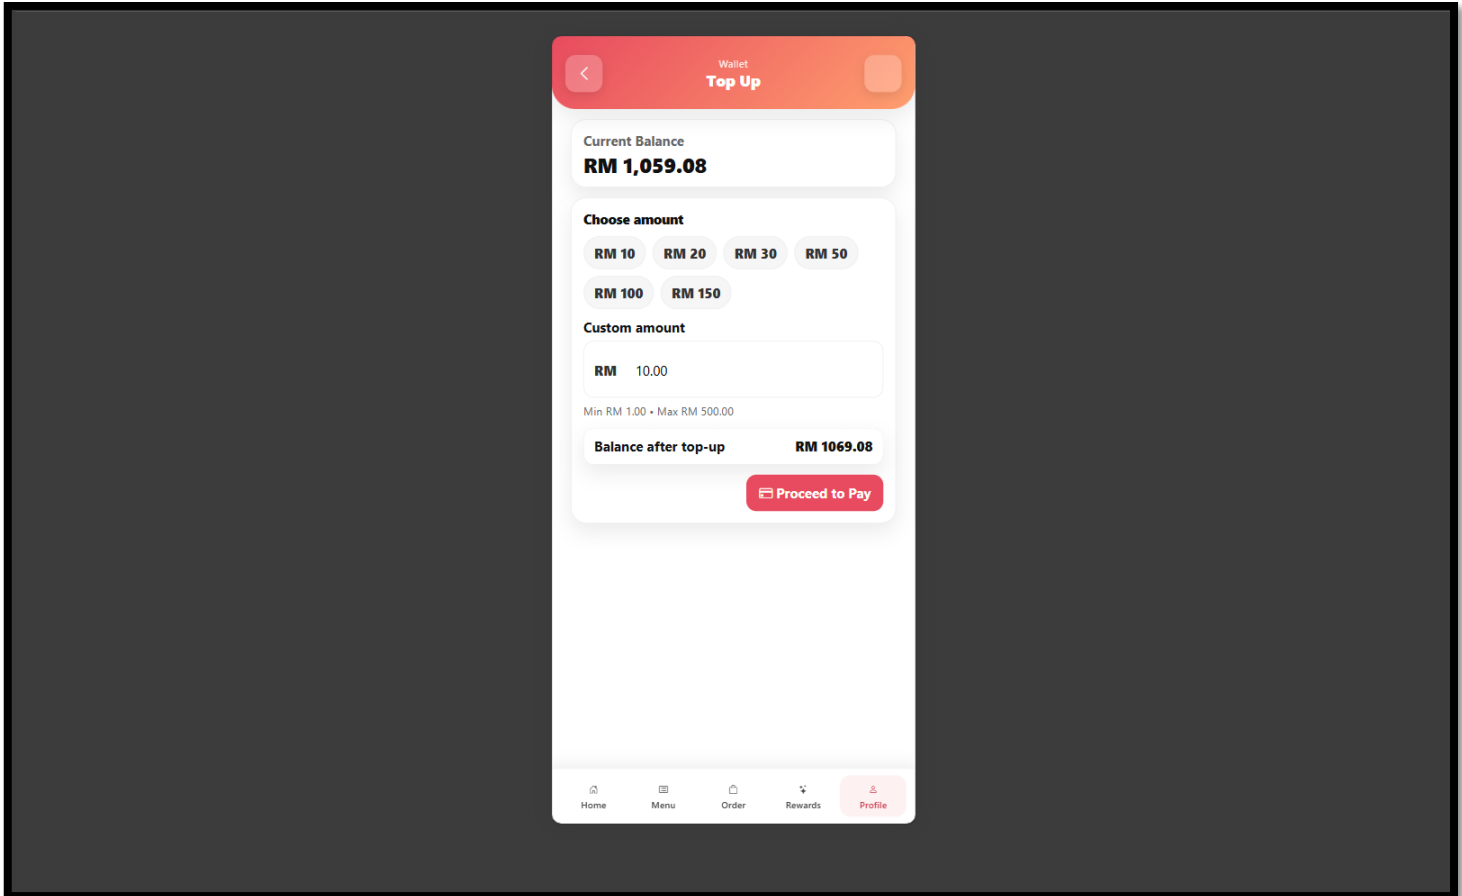 Wallet
Top Up
Current Balance
RM 1,059.08
Choose amount
RM 10 RM 20 RM 30 RM 50
RM 100 RM 150
Custom amount
RM 10.00
Min RM 1.00 • Max RM 500.00
Balance after top-up RM 1069.08
Proceed to Pay
Home Menu Order Rewards Profile